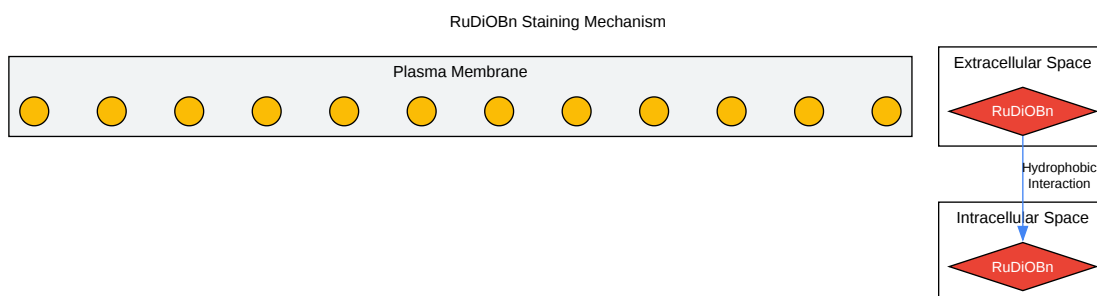 RuDiOBn Staining Mechanism
Plasma Membrane
Extracellular Space
RuDiOBn
Hydrophobic
Interaction
Intracellular Space
RuDiOBn